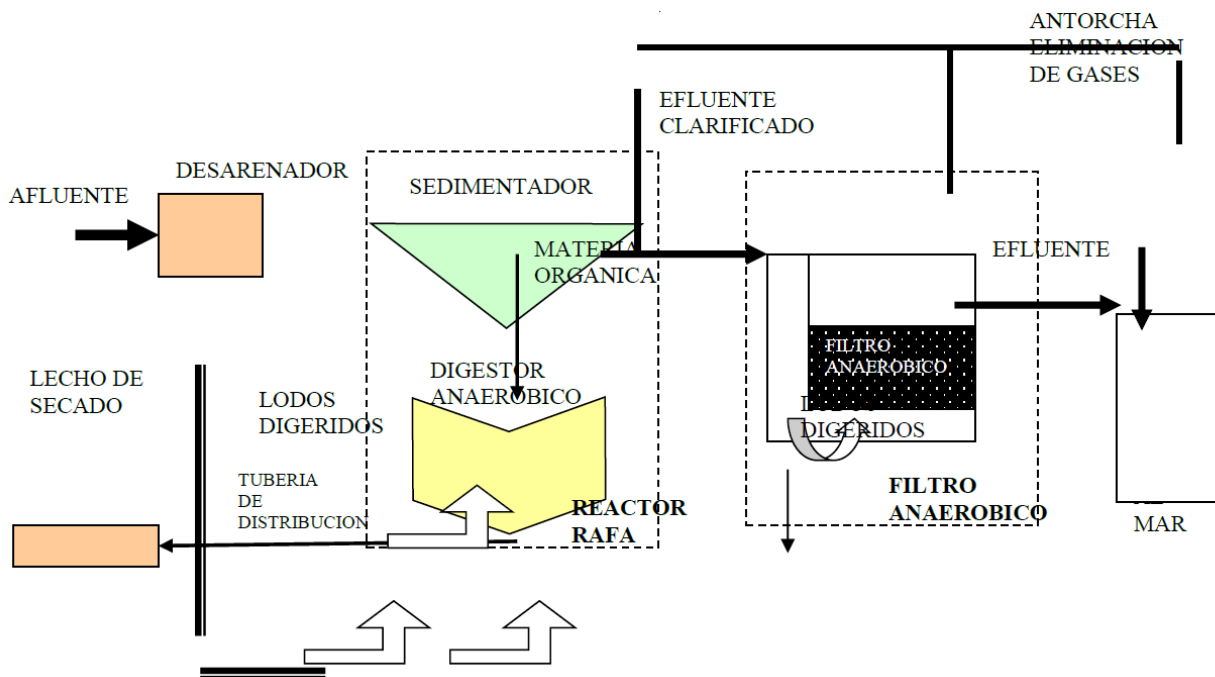 ANTORCHA
ELIMINACION
DE GASES
EFLUENTE
CLARIFICADO
DESARENADOR
AFLUENTE
SEDIMENTADOR
MATERIA
ORGANICA
EFLUENTE
LECHO DE
SECADO
LODOS
DIGERIDOS
DIGESTOR
ANAEROBICO
FILTRO
ANAEROBICO
DIGERIDOS
TUBERIA
DE
DISTRIBUCION
REACTOR
RAFA
FILTRO
ANAEROBICO
MAR